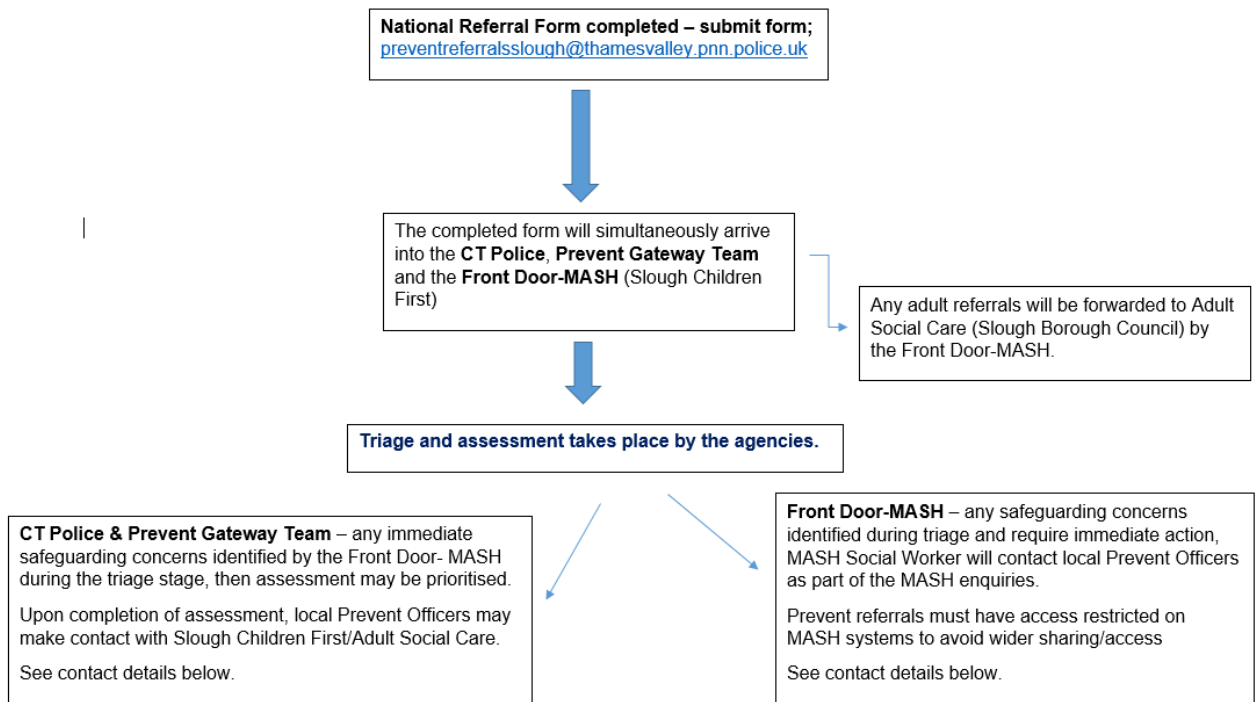 National Referral Form completed – submit form;
preventreferralsslough@thamesvalley.pnn.police.uk
The completed form will simultaneously arrive
into the CT Police, Prevent Gateway Team
and the Front Door-MASH (Slough Children
First)
Any adult referrals will be forwarded to Adult
Social Care (Slough Borough Council) by
the Front Door-MASH.
Triage and assessment takes place by the agencies.
CT Police & Prevent Gateway Team – any immediate
safeguarding concerns identified by the Front Door- MASH
during the triage stage, then assessment may be prioritised.
Upon completion of assessment, local Prevent Officers may
make contact with Slough Children First/Adult Social Care.
See contact details below.
Front Door-MASH – any safeguarding concerns
identified during triage and require immediate action,
MASH Social Worker will contact local Prevent Officers
as part of the MASH enquiries.
Prevent referrals must have access restricted on
MASH systems to avoid wider sharing/access
See contact details below.